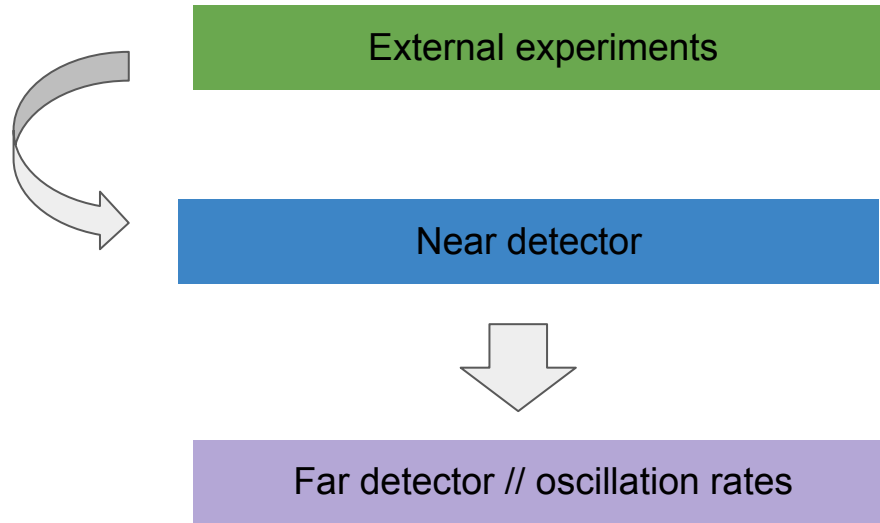 External experiments
Near detector
Far detector // oscillation rates